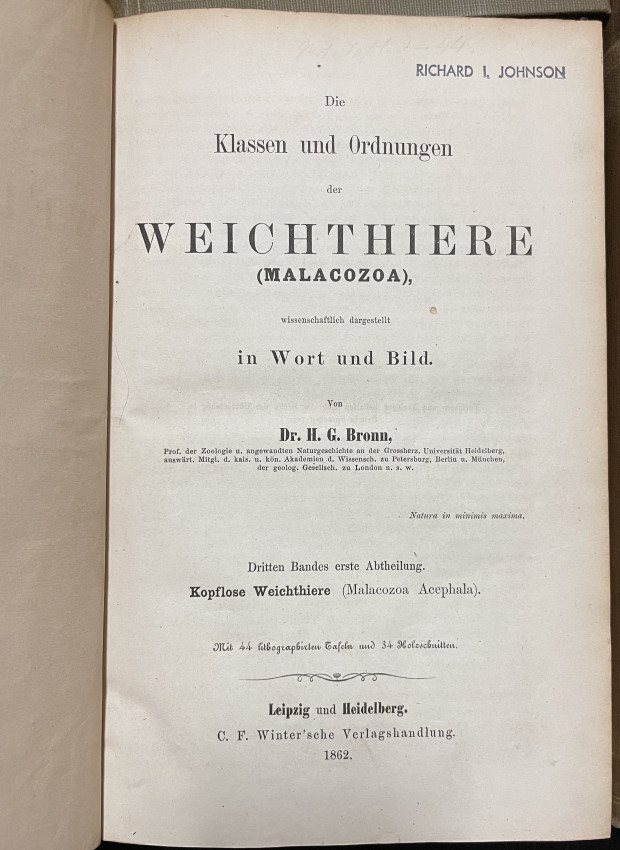 RICHARD I. JOHNSON
Die
Klassen und Ordnungen
der
WEICHTHIERE
(MALACOZOA),
wissenschaftlich dargestellt
in Wort und Bild.
Von
Dr. H. G. Bronn,
Prof. der Zoologie u. angewandten Naturgeschichte an der Grossherz. Universität Heidelberg,
auswärt. Mitgl. d. kais. u. kön. Akademien d. Wissensch. zu Petersburg, Berlin u. München,
der geolog. Gesellsch. zu London u. s. w.
Natura in minimis maxima.
Dritten Bandes erste Abtheilung.
Kopflose Weichthiere (Malacozoa Acephala).
Mit 44 lithographirten Tafeln und 34 Holzschnitten.
Leipzig und Heidelberg.
C. F. Winter'sche Verlagshandlung.
1862.